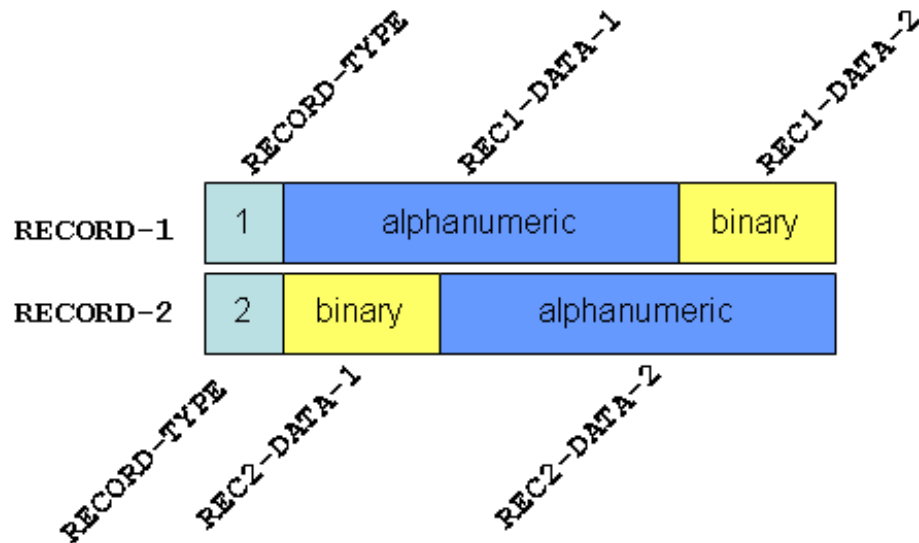 RECORD-TYPE
REC1-DATA-1
REC1-DATA-2
RECORD-1
1
alphanumeric
binary
RECORD-2
2
binary
alphanumeric
RECORD-TYPE
REC2-DATA-1
REC2-DATA-2